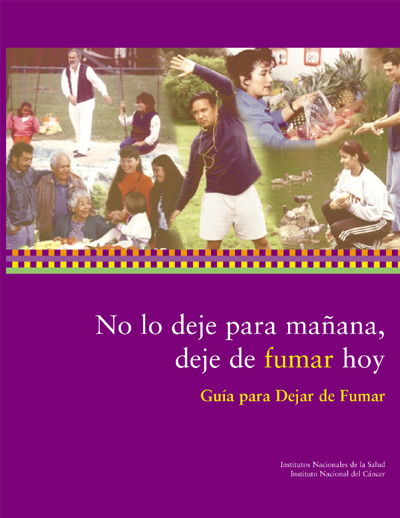 No lo deje para mañana,
deje de fumar hoy
Guía para Dejar de Fumar
Institutos Nacionales de la Salud
Instituto Nacional del Cáncer